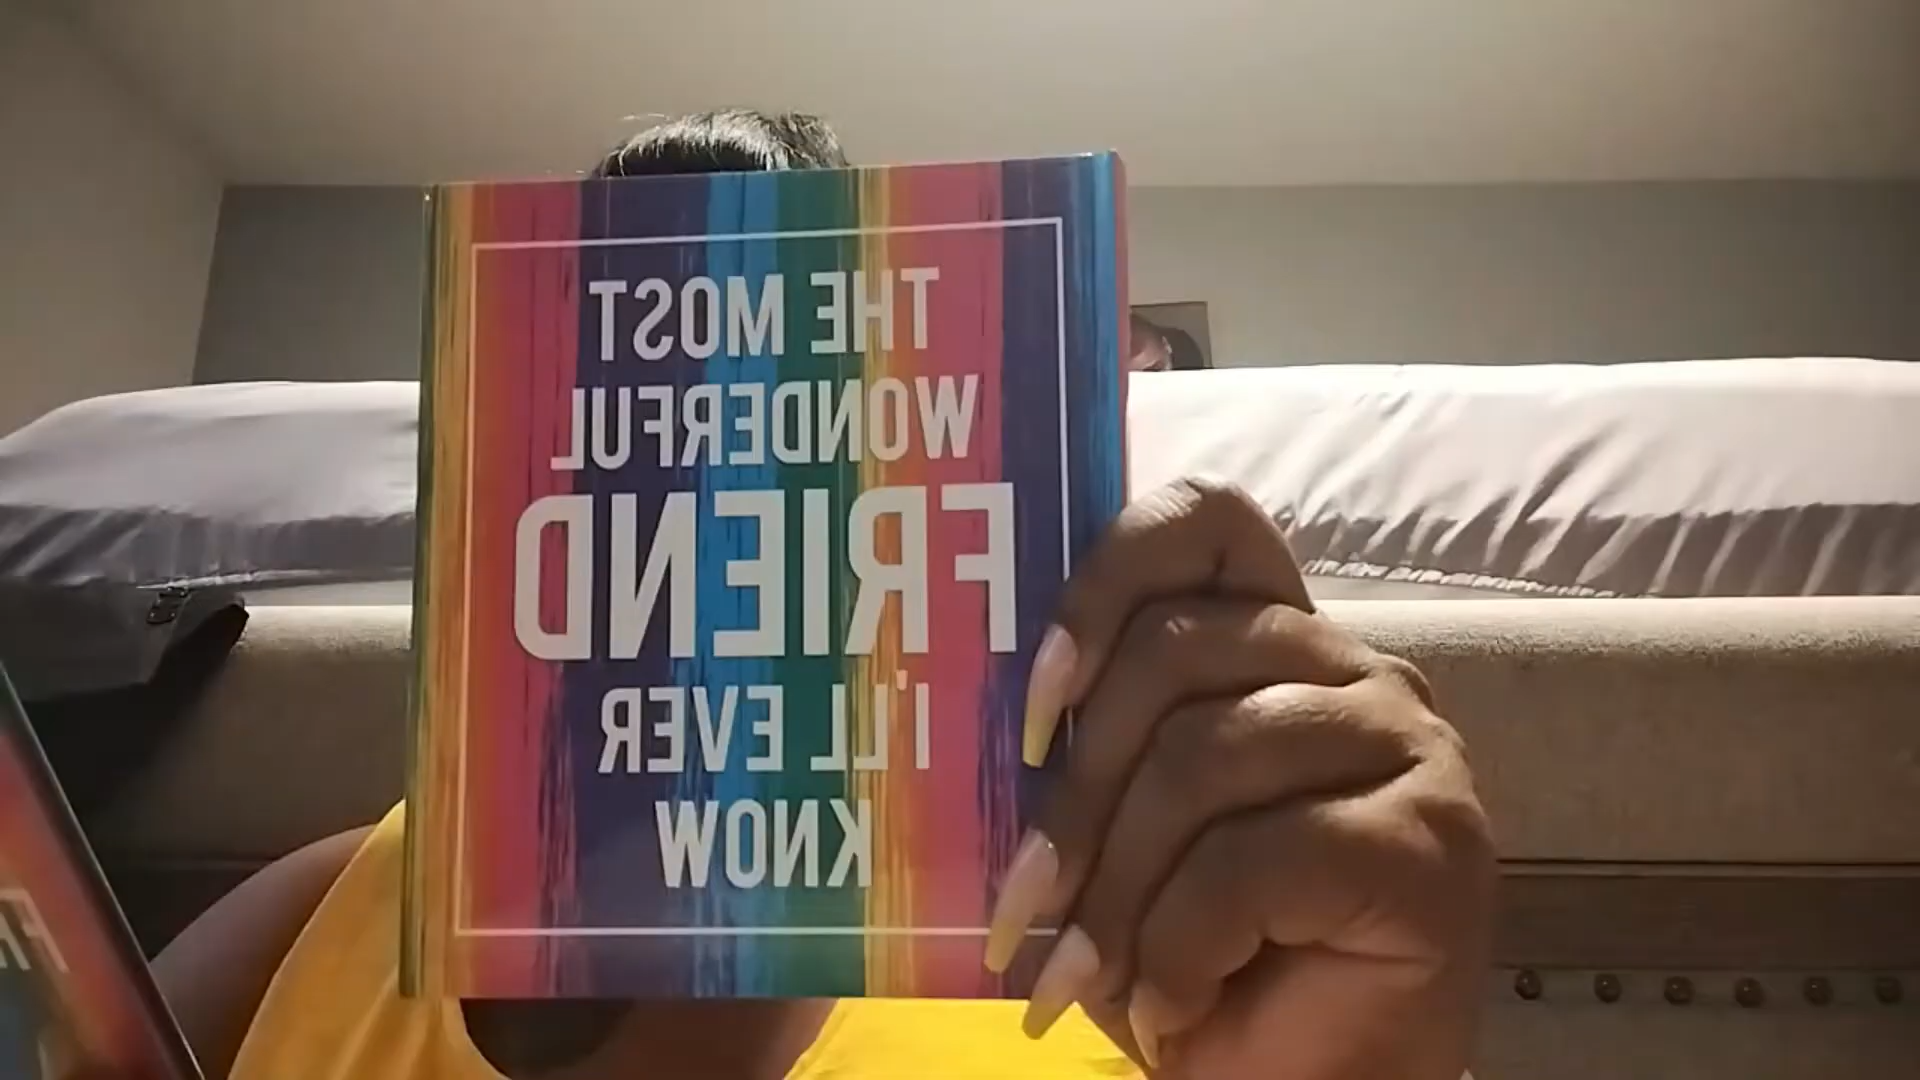 THE MOST
WONDERFUL
FRIEND
I'LL EVER
KNOW